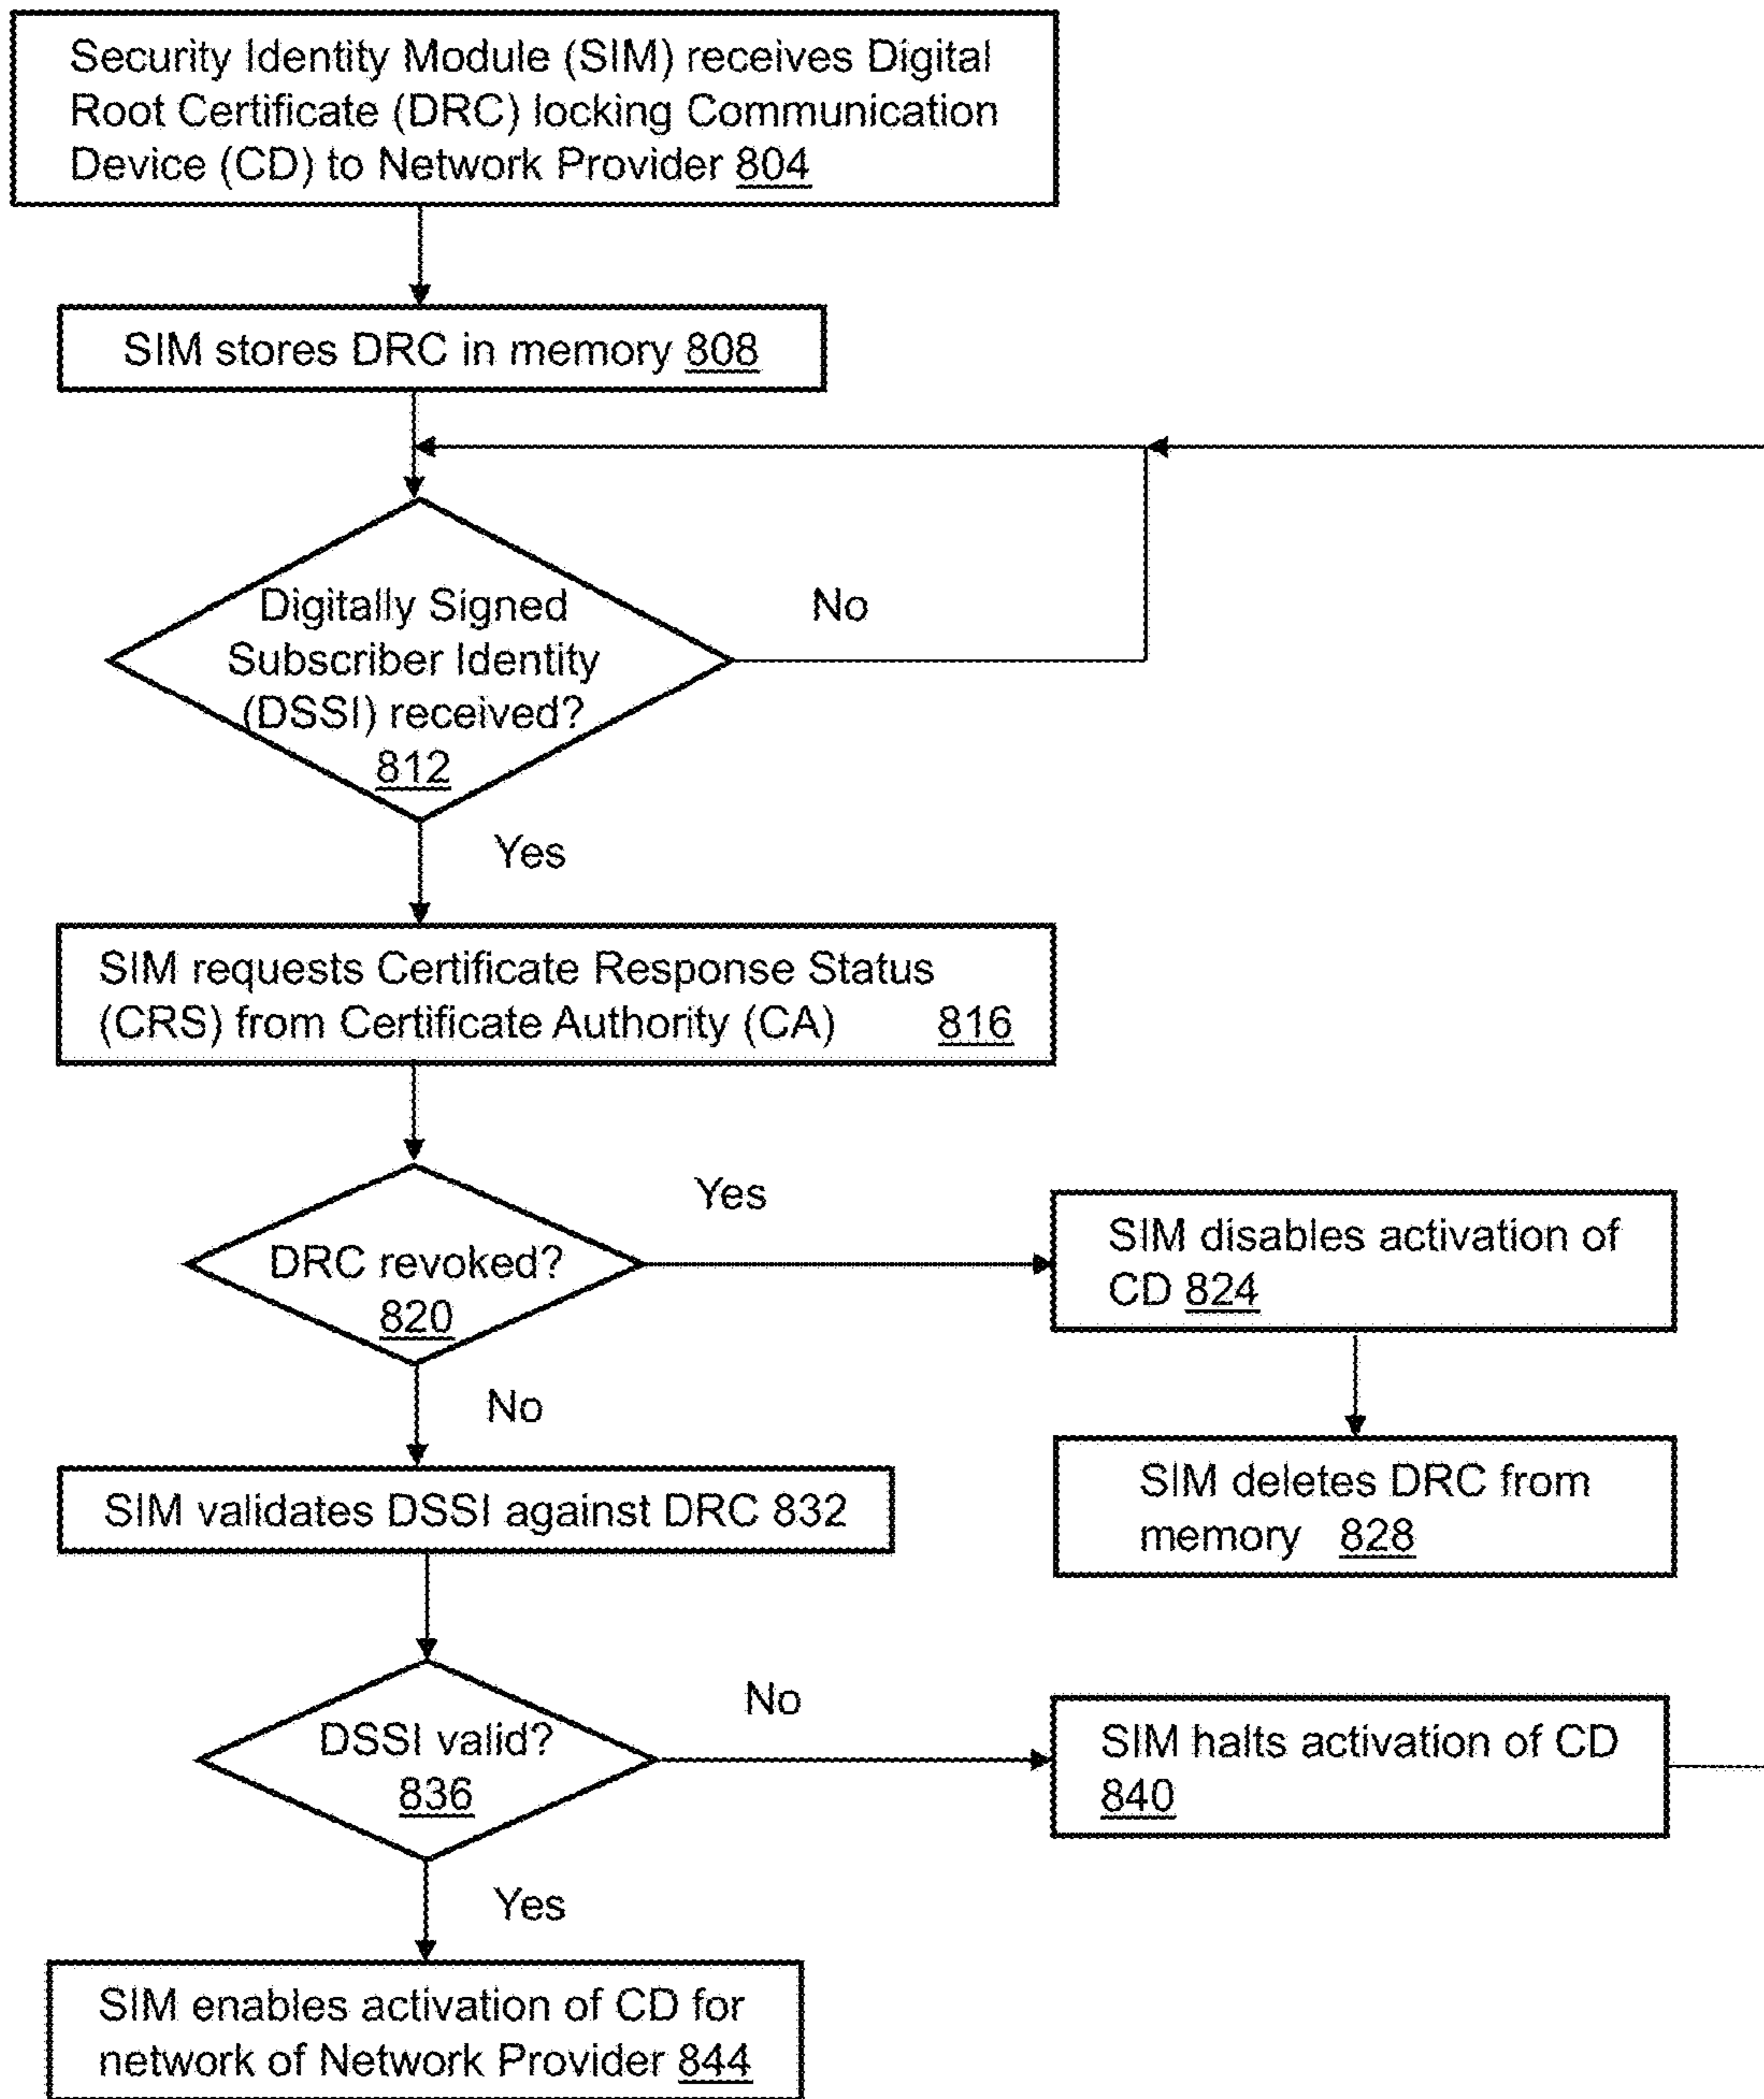 Security Identity Module (SIM) receives Digital
Root Certificate (DRC) locking Communication
Device (CD) to Network Provider 804
SIM stores DRC in memory 808
Digitally Signed
Subscriber Identity
(DSSI) received?
812
No
Yes
SIM requests Certificate Response Status
(CRS) from Certificate Authority (CA) 816
DRC revoked?
820
Yes
SIM disables activation of
CD 824
No
SIM deletes DRC from
memory 828
SIM validates DSSI against DRC 832
DSSI valid?
836
No
SIM halts activation of CD
840
Yes
SIM enables activation of CD for
network of Network Provider 844